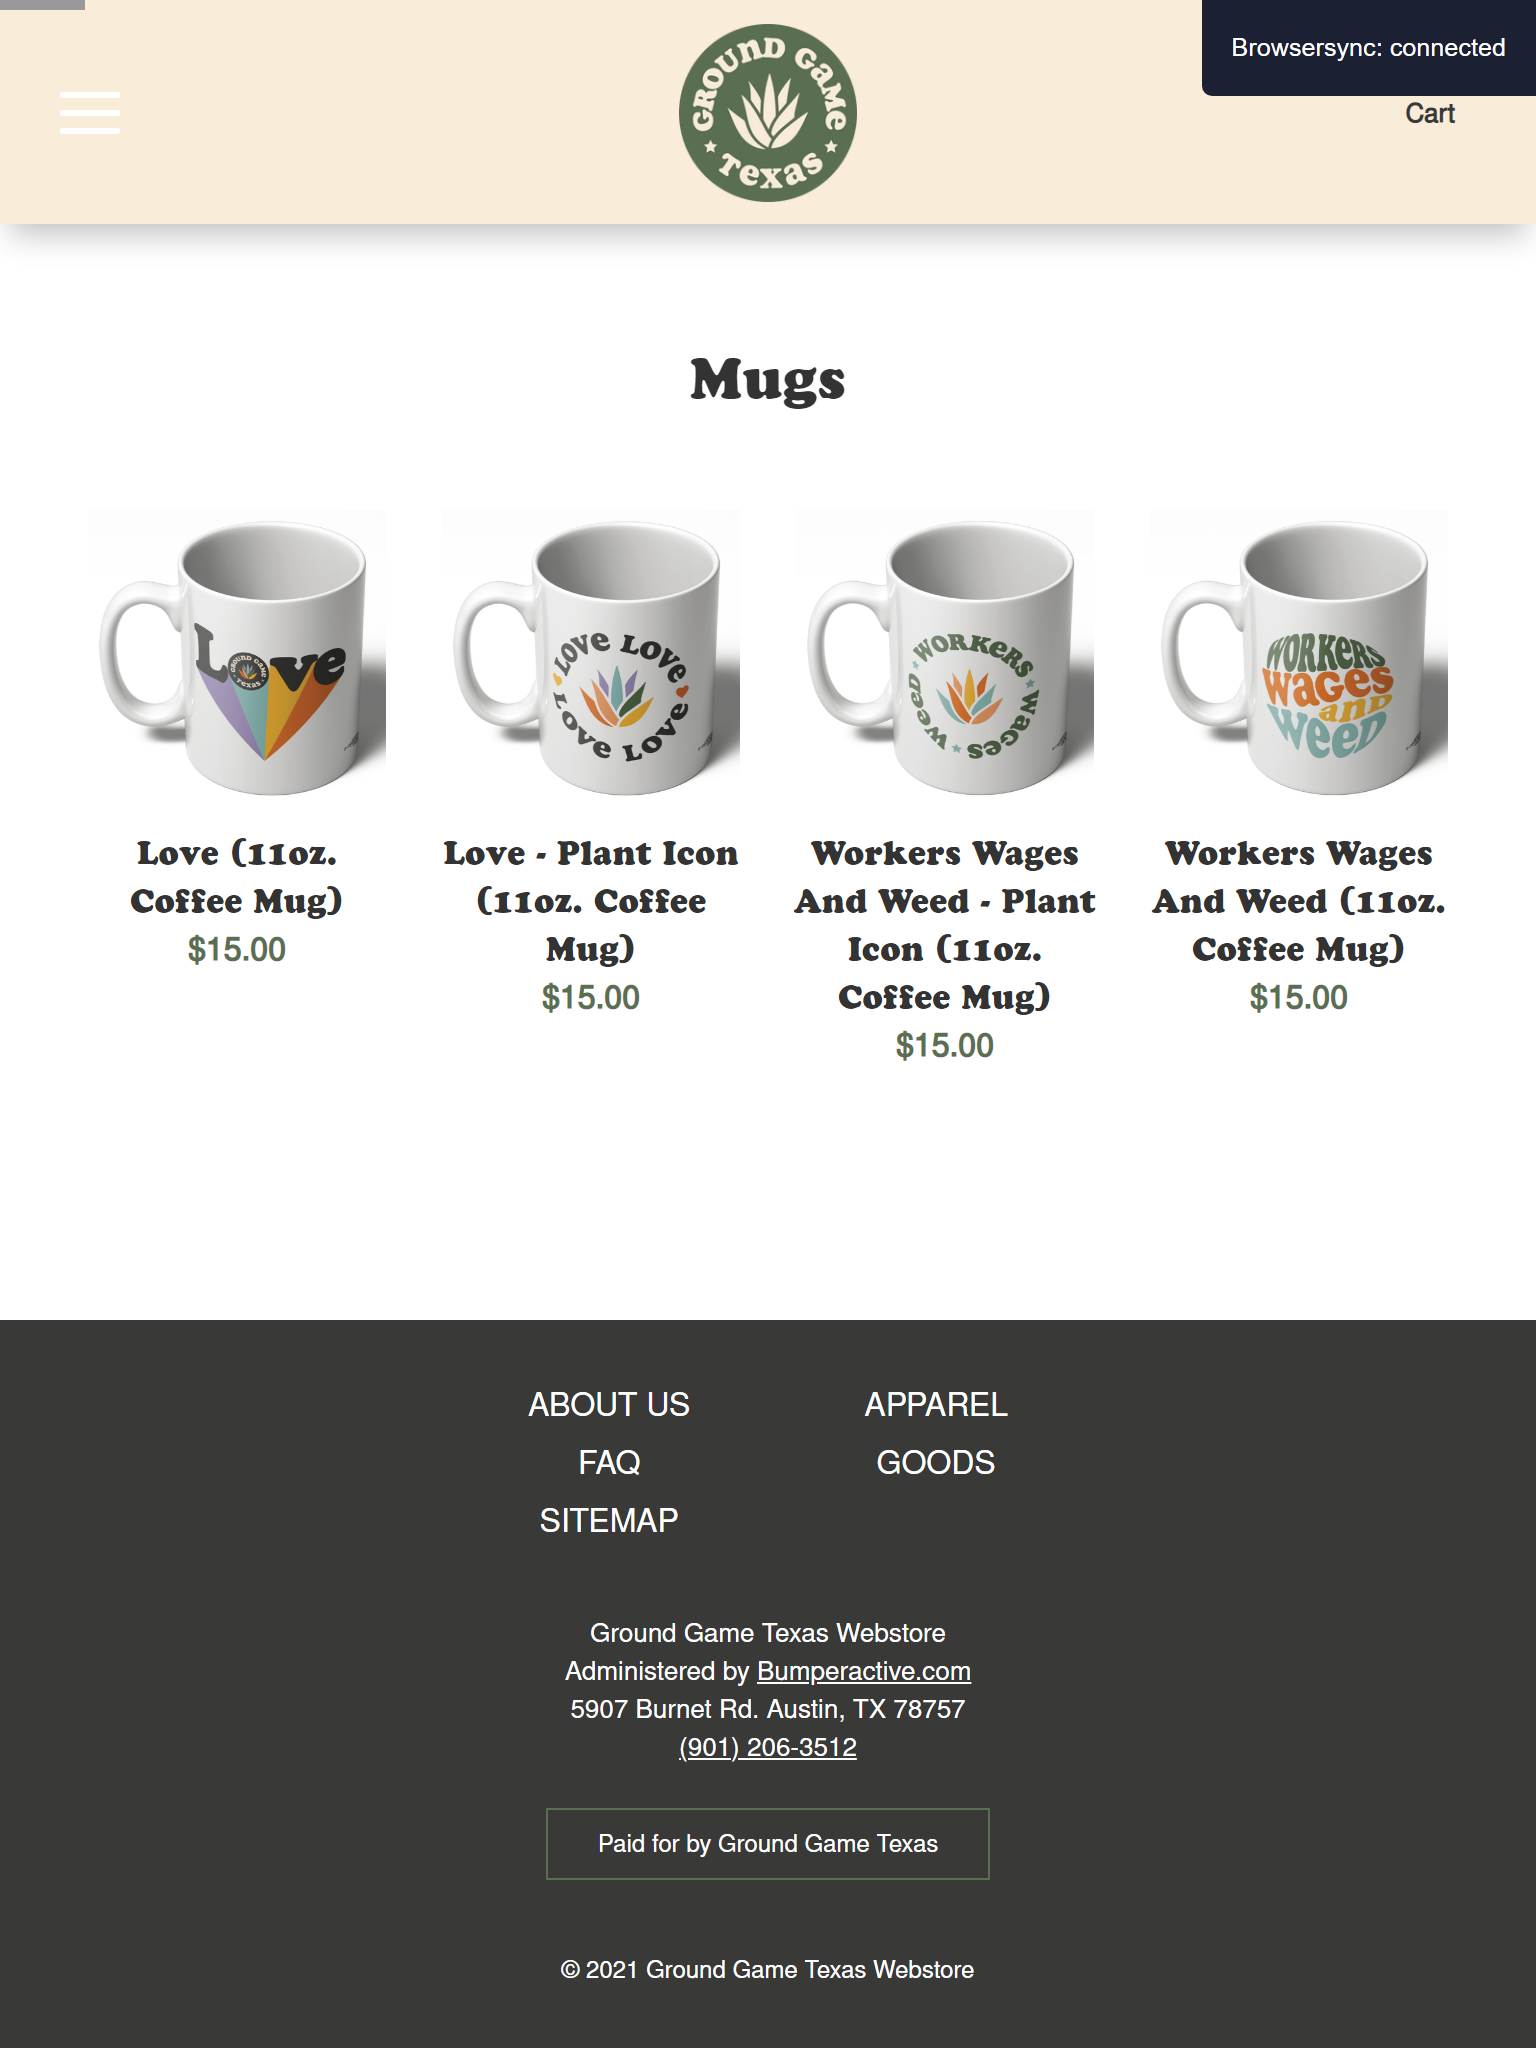 Browsersync: connected
GROUND GAME
Texas
Cart
Mugs
Love
GROUND GAME
Texas
Love Love
Love Love
WORKERS
Wages
Weed
WORKERS
Wages
and
Weed
Love (11oz.
Coffee Mug)
$15.00
Love - Plant Icon
(11oz. Coffee
Mug)
$15.00
Workers Wages
And Weed - Plant
Icon (11oz.
Coffee Mug)
$15.00
Workers Wages
And Weed (11oz.
Coffee Mug)
$15.00
ABOUT US
FAQ
SITEMAP
APPAREL
GOODS
Ground Game Texas Webstore
Administered by Bumperactive.com
5907 Burnet Rd. Austin, TX 78757
(901) 206-3512
Paid for by Ground Game Texas
© 2021 Ground Game Texas Webstore